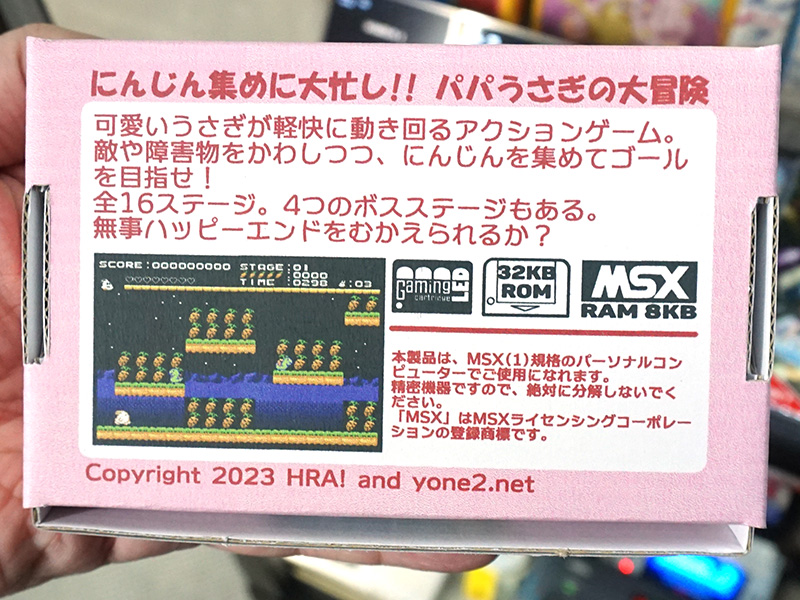 にんじん集めに大忙し!! パパうさぎの大冒険
可愛いうさぎが軽快に動き回るアクションゲーム。
敵や障害物をかわしつつ、にんじんを集めてゴール
を目指せ！
全16ステージ。4つのボスステージもある。
無事ハッピーエンドをむかえられるか？
SCORE:000000000 STAGE:01
0000
TIME :0298 :03
Gaming
cartridge
LED
32KB
ROM
MSX
RAM 8KB
本製品は、MSX(1)規格のパーソナルコン
ピューターでご使用になれます。
精密機器ですので、絶対に分解しないでく
ださい。
「MSX」はMSXライセンシングコーポレー
ションの登録商標です。
Copyright 2023 HRA! and yone2.net